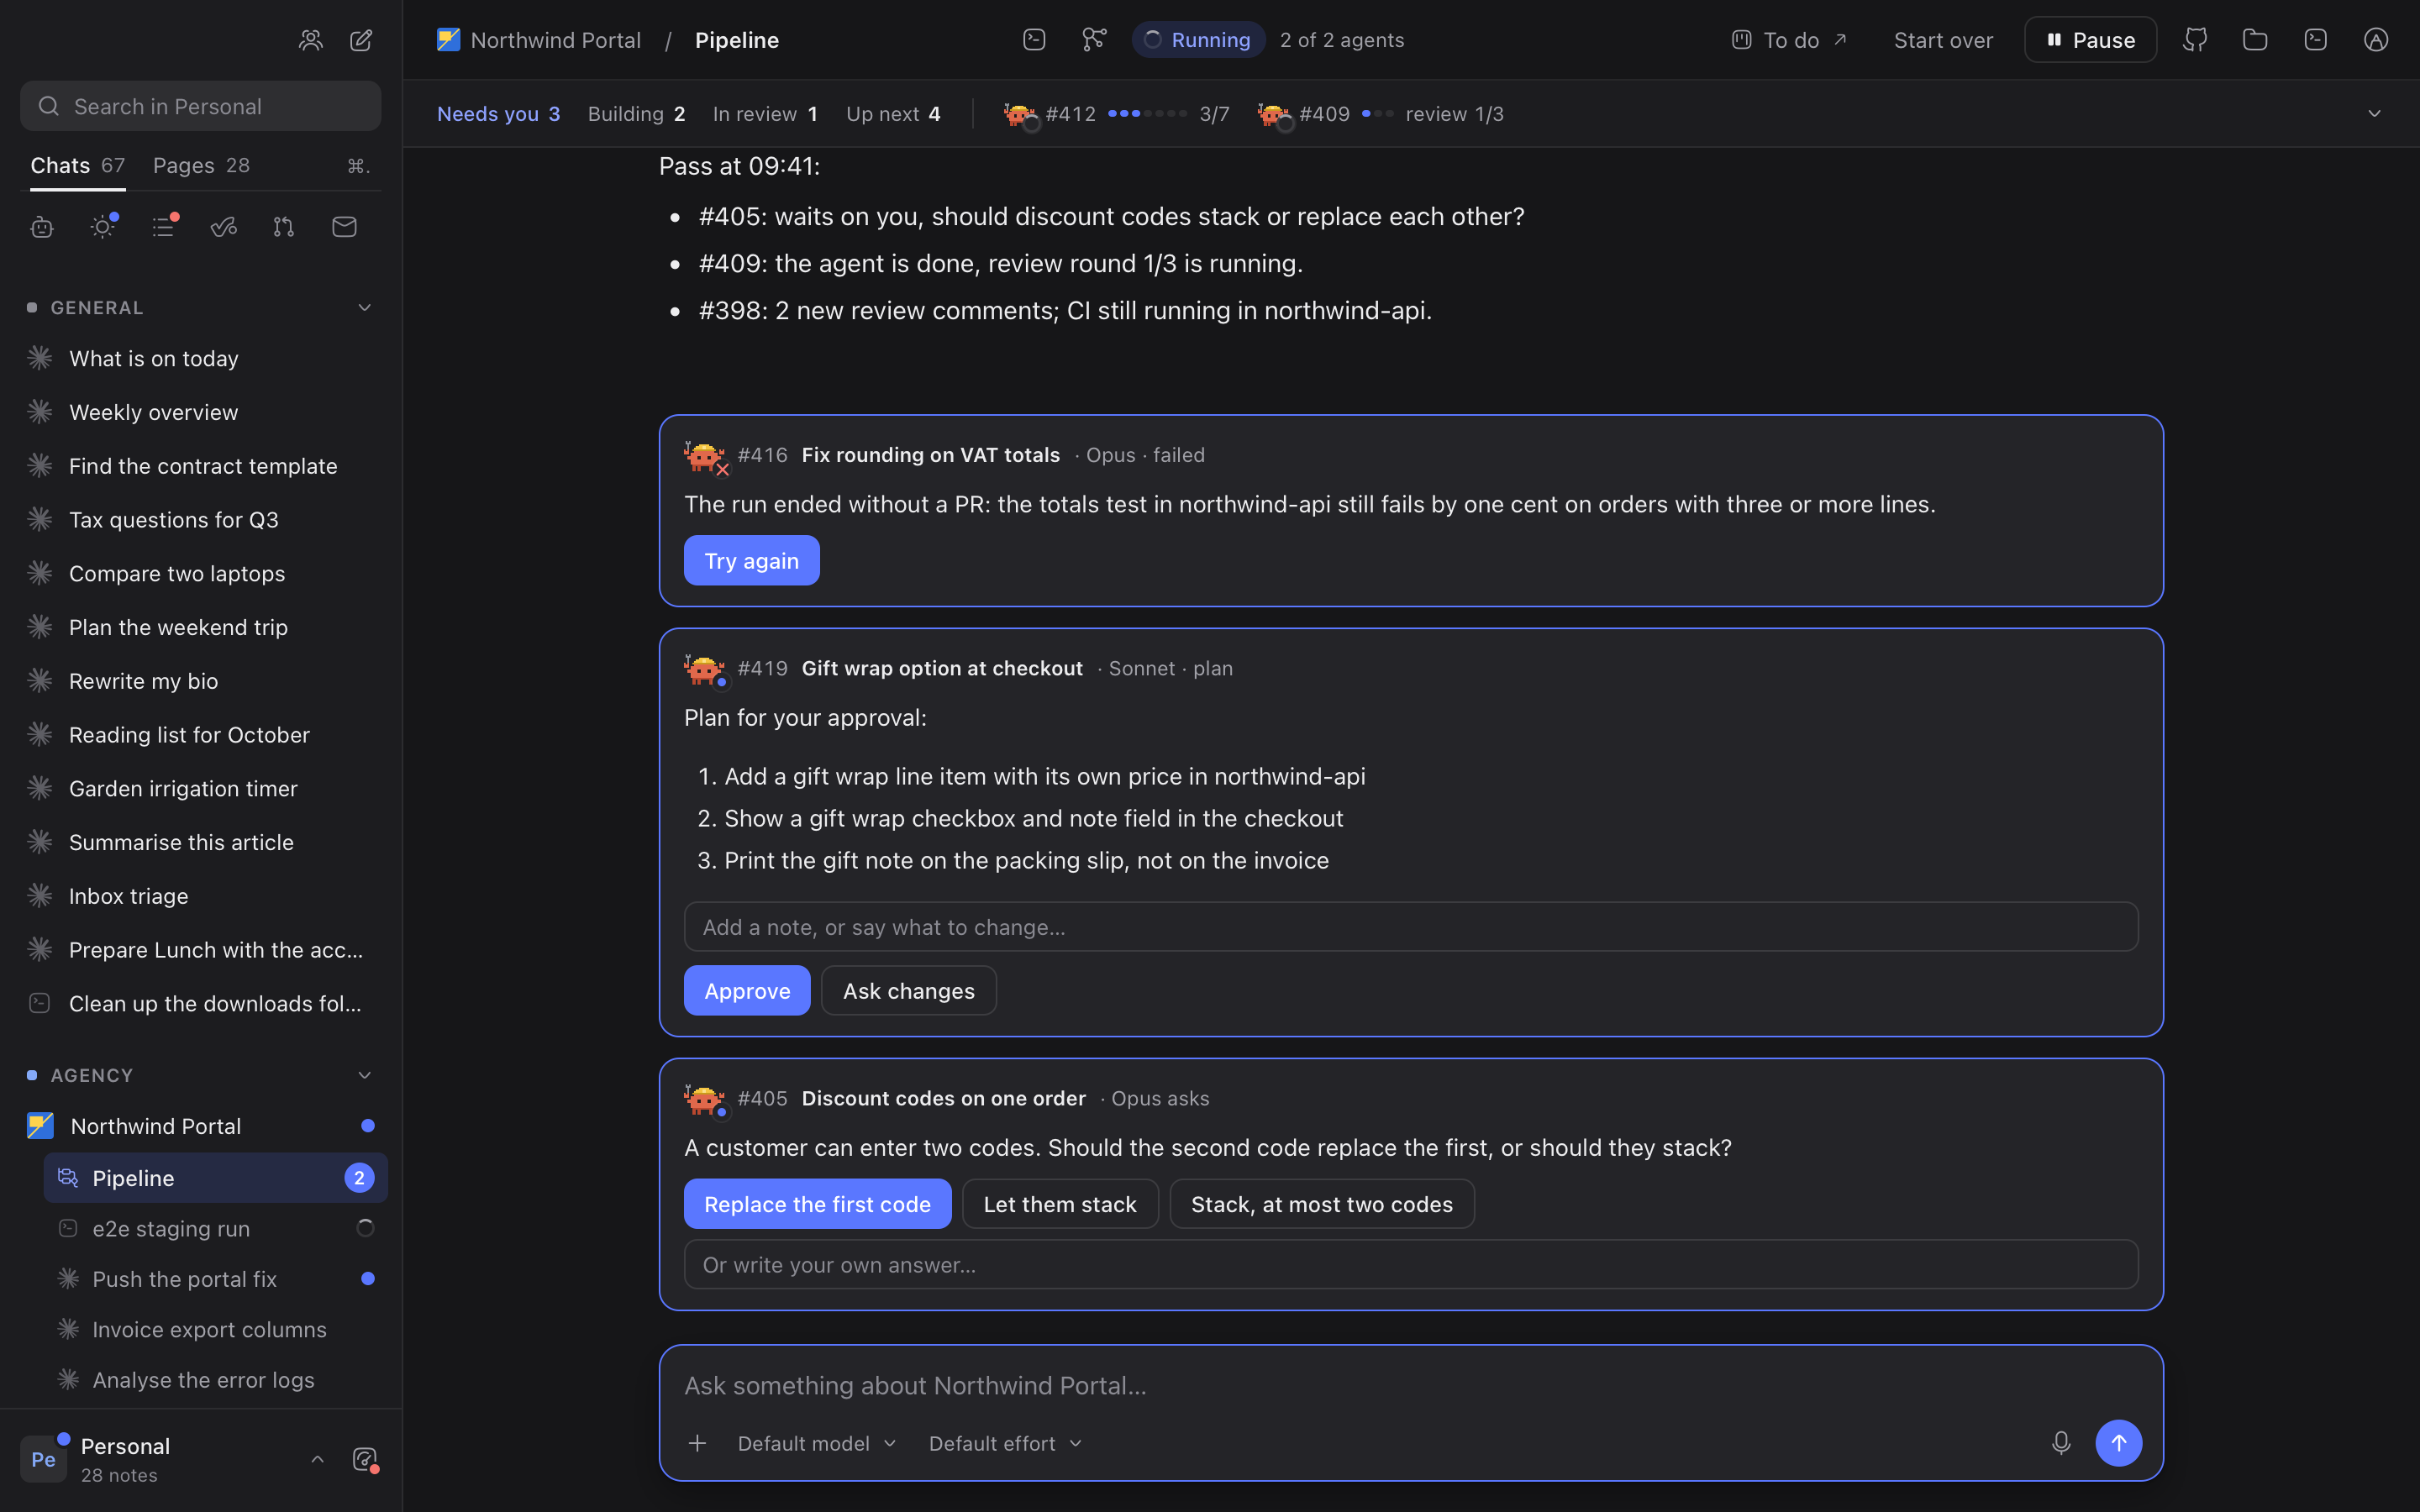 Search in Personal
Chats 67 Pages 28 ⌘.
GENERAL
What is on today
Weekly overview
Find the contract template
Tax questions for Q3
Compare two laptops
Plan the weekend trip
Rewrite my bio
Reading list for October
Garden irrigation timer
Summarise this article
Inbox triage
Prepare Lunch with the acc...
Clean up the downloads fol...
AGENCY
Northwind Portal
Pipeline 2
e2e staging run
Push the portal fix
Invoice export columns
Analyse the error logs
Pe Personal
28 notes
Northwind Portal / Pipeline Running 2 of 2 agents To do Start over Pause
Needs you 3 Building 2 In review 1 Up next 4 #412 3/7 #409 review 1/3
Pass at 09:41:
• #405: waits on you, should discount codes stack or replace each other?
• #409: the agent is done, review round 1/3 is running.
• #398: 2 new review comments; CI still running in northwind-api.
#416 Fix rounding on VAT totals · Opus · failed
The run ended without a PR: the totals test in northwind-api still fails by one cent on orders with three or more lines.
Try again
#419 Gift wrap option at checkout · Sonnet · plan
Plan for your approval:
1. Add a gift wrap line item with its own price in northwind-api
2. Show a gift wrap checkbox and note field in the checkout
3. Print the gift note on the packing slip, not on the invoice
Add a note, or say what to change...
Approve Ask changes
#405 Discount codes on one order · Opus asks
A customer can enter two codes. Should the second code replace the first, or should they stack?
Replace the first code Let them stack Stack, at most two codes
Or write your own answer...
Ask something about Northwind Portal...
Default model Default effort